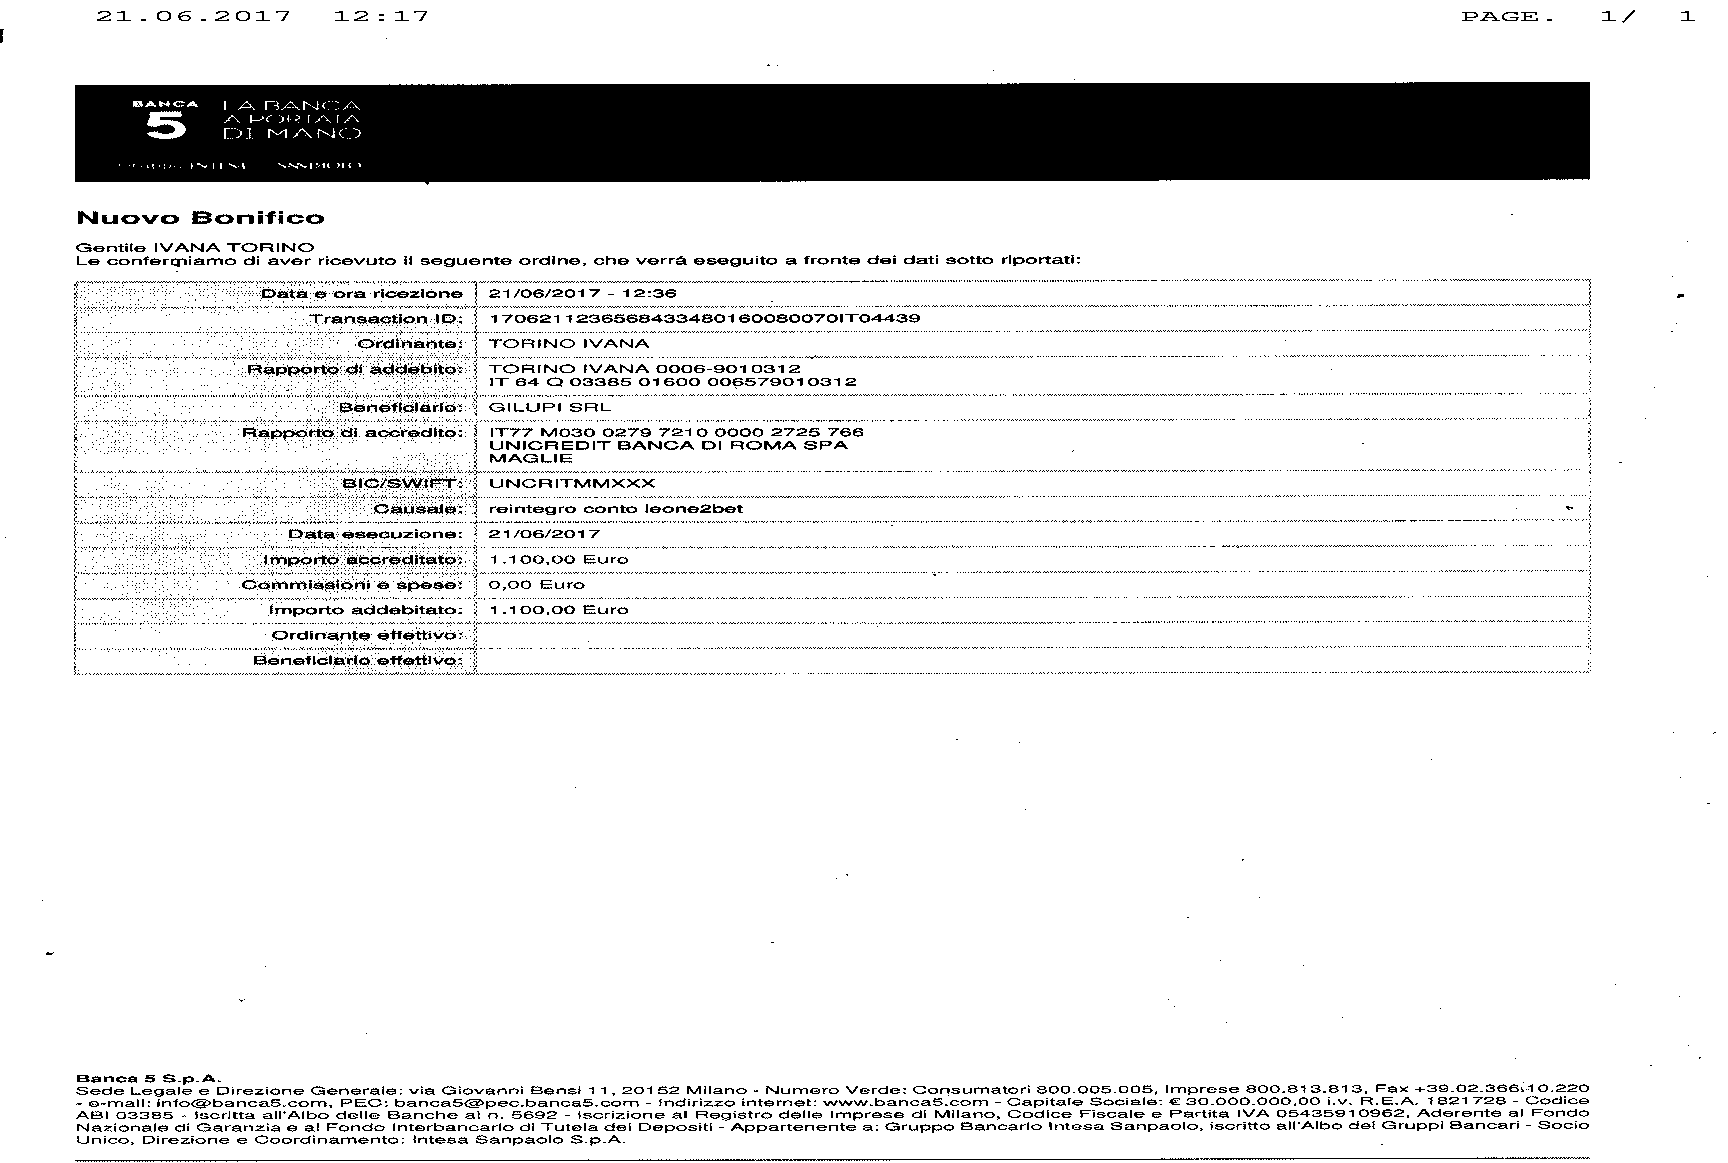 21.06.2017 12:17 PAGE. 1/ 1
BANCA 5 LA BANCA
A PORTATA
DI MANO
Nuovo Bonifico
Gentile IVANA TORINO
Le confermiamo di aver ricevuto il seguente ordine, che verrà eseguito a fronte dei dati sotto riportati:
Data e ora ricezione 21/06/2017 - 12:36
Transaction ID: 1706211236568433480160080070IT04439
Ordinante: TORINO IVANA
Rapporto di addebito: TORINO IVANA 0006-9010312
IT 64 Q 03385 01600 006579010312
Beneficiario: GILUPI SRL
Rapporto di accredito: IT77 M030 0279 7210 0000 2725 766
UNICREDIT BANCA DI ROMA SPA
MAGLIE
BIC/SWIFT: UNCRITMMXXX
Causale: reintegro conto leone2bet
Data esecuzione: 21/06/2017
Importo accreditato: 1.100,00 Euro
Commissioni e spese: 0,00 Euro
Importo addebitato: 1.100,00 Euro
Ordinante effettivo:
Beneficiario effettivo:
Banca 5 S.p.A.
Sede Legale e Direzione Generale: via Giovanni Bensi 11, 20152 Milano - Numero Verde: Consumatori 800.005.005, Imprese 800.813.813, Fax +39.02.366.10.220
- e-mail: info@banca5.com, PEC: banca5@pec.banca5.com - Indirizzo internet: www.banca5.com - Capitale Sociale: € 30.000.000,00 i.v. R.E.A. 1821728 - Codice
ABI 03385 - Iscritta all'Albo delle Banche al n. 5692 - Iscrizione al Registro delle Imprese di Milano, Codice Fiscale e Partita IVA 05435910962, Aderente al Fondo
Nazionale di Garanzia e al Fondo Interbancario di Tutela dei Depositi - Appartenente a: Gruppo Bancario Intesa Sanpaolo, iscritto all'Albo dei Gruppi Bancari - Socio
Unico, Direzione e Coordinamento: Intesa Sanpaolo S.p.A.